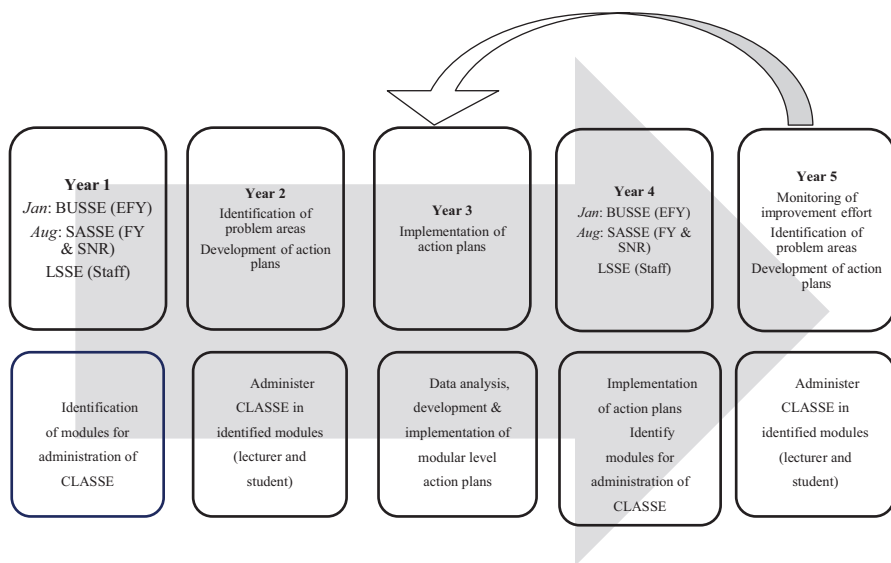 Year 1
Jan: BUSSE (EFY)
Aug: SASSE (FY
& SNR)
LSSE (Staff)
Year 2
Identification of
problem areas
Development of action
plans
Year 3
Implementation of
action plans
Year 4
Jan: BUSSE (EFY)
Aug: SASSE (FY &
SNR)
LSSE (Staff)
Year 5
Monitoring of
improvement effort
Identification of
problem areas
Development of action
plans
Identification
of modules for
administration of
CLASSE
Administer
CLASSE in
identified modules
(lecturer and
student)
Data analysis,
development &
implementation of
modular level
action plans
Implementation
of action plans
Identify
modules for
administration of
CLASSE
Administer
CLASSE in
identified modules
(lecturer and
student)